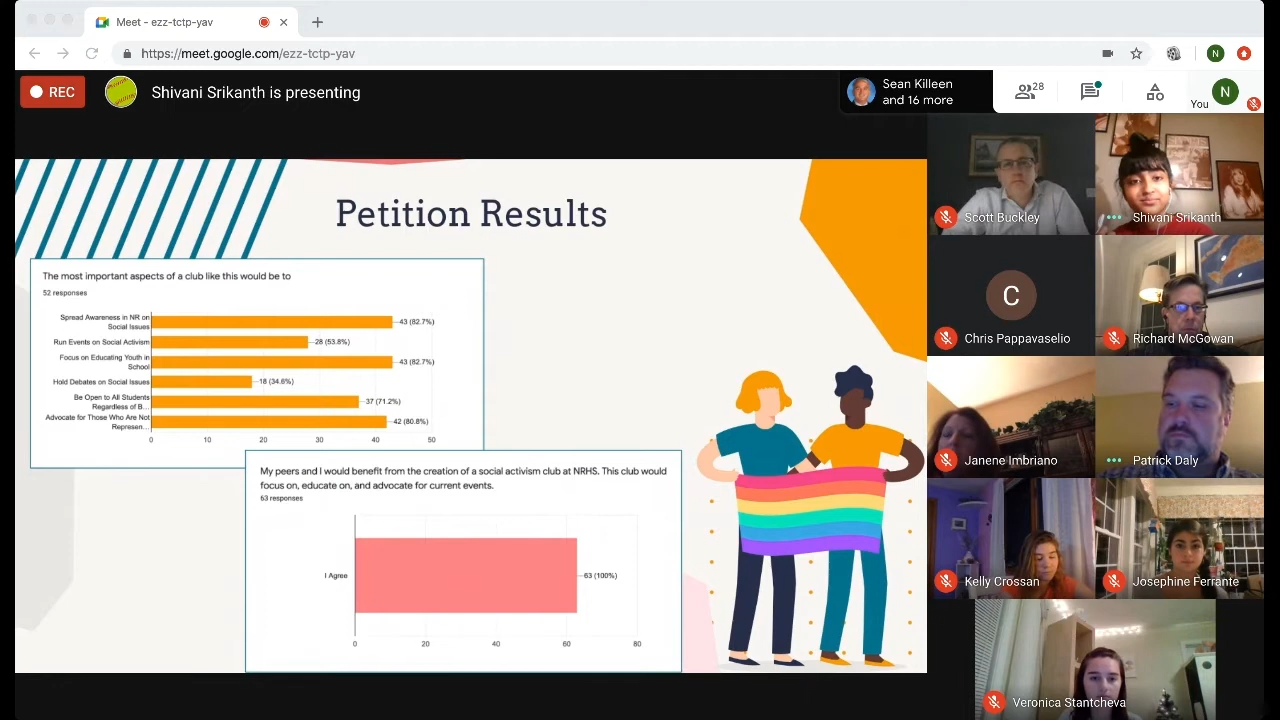 Meet - ezz-tctp-yav
https://meet.google.com/ezz-tctp-yav
N
REC
Shivani Srikanth is presenting
Sean Killeen
and 16 more
28
You
N
Petition Results
The most important aspects of a club like this would be to
52 responses
Spread Awareness in NR on
Social Issues
43 (82.7%)
Run Events on Social Activism
28 (53.8%)
Focus on Educating Youth in
School
43 (82.7%)
Hold Debates on Social Issues
18 (34.6%)
Be Open to All Students
Regardless of B...
37 (71.2%)
Advocate for Those Who Are Not
Represen...
42 (80.8%)
0 10 20 30 40 50
My peers and I would benefit from the creation of a social activism club at NRHS. This club would
focus on, educate on, and advocate for current events.
63 responses
I Agree
63 (100%)
0 20 40 60 80
Scott Buckley
Shivani Srikanth
C
Chris Pappavaselio
Richard McGowan
Janene Imbriano
Patrick Daly
Kelly Crossan
Josephine Ferrante
Veronica Stantcheva